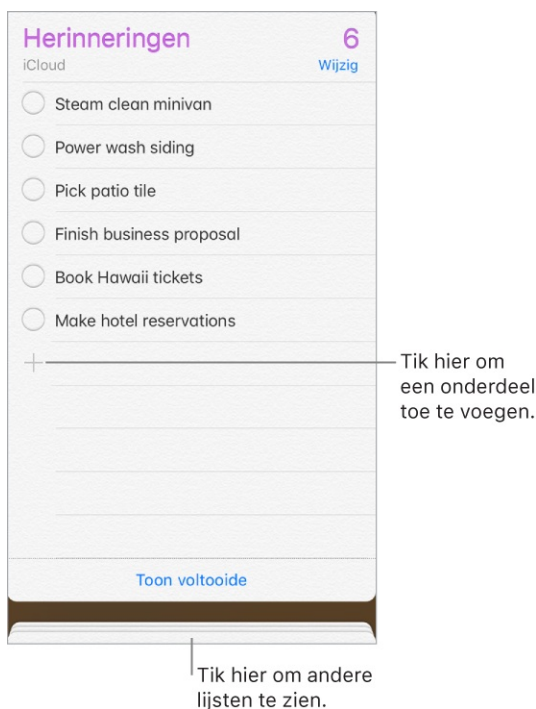 Herinneringen 6
iCloud Wijzig
Steam clean minivan
Power wash siding
Pick patio tile
Finish business proposal
Book Hawaii tickets
Make hotel reservations
Tik hier om
een onderdeel
toe te voegen.
Toon voltooide
Tik hier om andere
lijsten te zien.